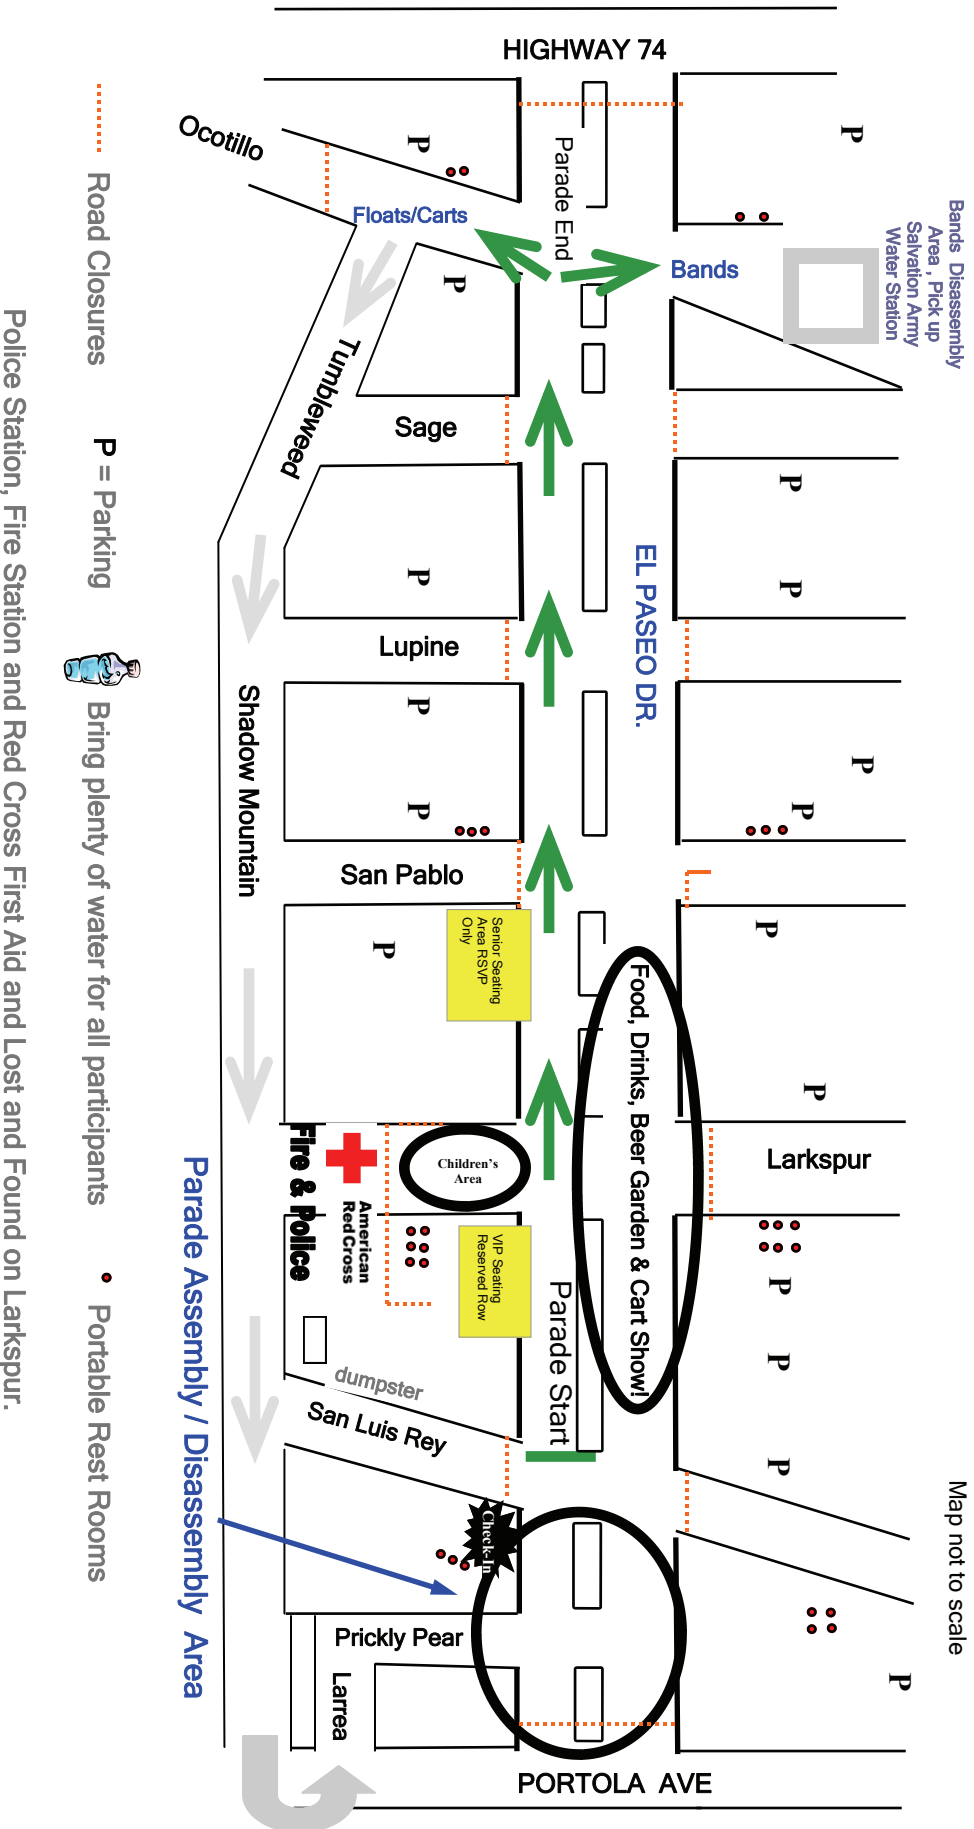 HIGHWAY 74
P
P
Ocotillo
Parade End
Floats/Carts
Bands
Bands Disassembly
Area , Pick up
Salvation Army
Water Station
P
Tumbleweed
Sage
P
P
P
EL PASEO DR.
Lupine
P
P
P
P
Shadow Mountain
San Pablo
Senior Seating
Area RSVP
Only
P
P
P
Food, Drinks, Beer Garden & Cart Show!
Children's
Area
Larkspur
Fire & Police
American
RedCross
VIP Seating
Reserved Row
P
P
P
Parade Start
dumpster
San Luis Rey
Check-In
Prickly Pear
Larrea
P
PORTOLA AVE
Map not to scale
Parade Assembly / Disassembly Area
Road Closures
P = Parking
Bring plenty of water for all participants
Portable Rest Rooms
Police Station, Fire Station and Red Cross First Aid and Lost and Found on Larkspur.